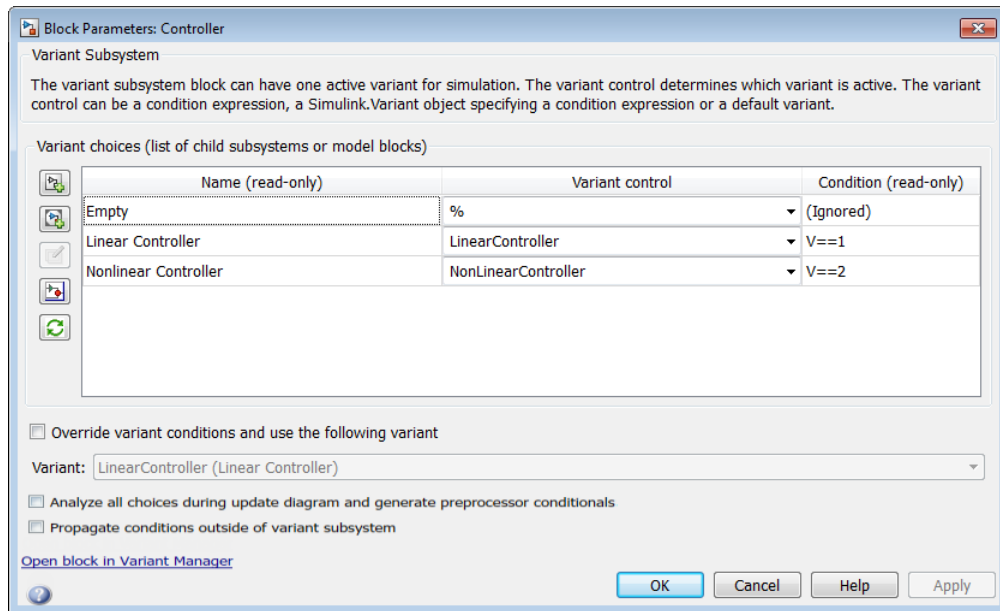 Block Parameters: Controller
Variant Subsystem
The variant subsystem block can have one active variant for simulation. The variant control determines which variant is active. The variant
control can be a condition expression, a Simulink.Variant object specifying a condition expression or a default variant.
Variant choices (list of child subsystems or model blocks)
Name (read-only) Variant control Condition (read-only)
Empty % (Ignored)
Linear Controller LinearController V==1
Nonlinear Controller NonLinearController V==2
Override variant conditions and use the following variant
Variant: LinearController (Linear Controller)
Analyze all choices during update diagram and generate preprocessor conditionals
Propagate conditions outside of variant subsystem
Open block in Variant Manager
OK Cancel Help Apply